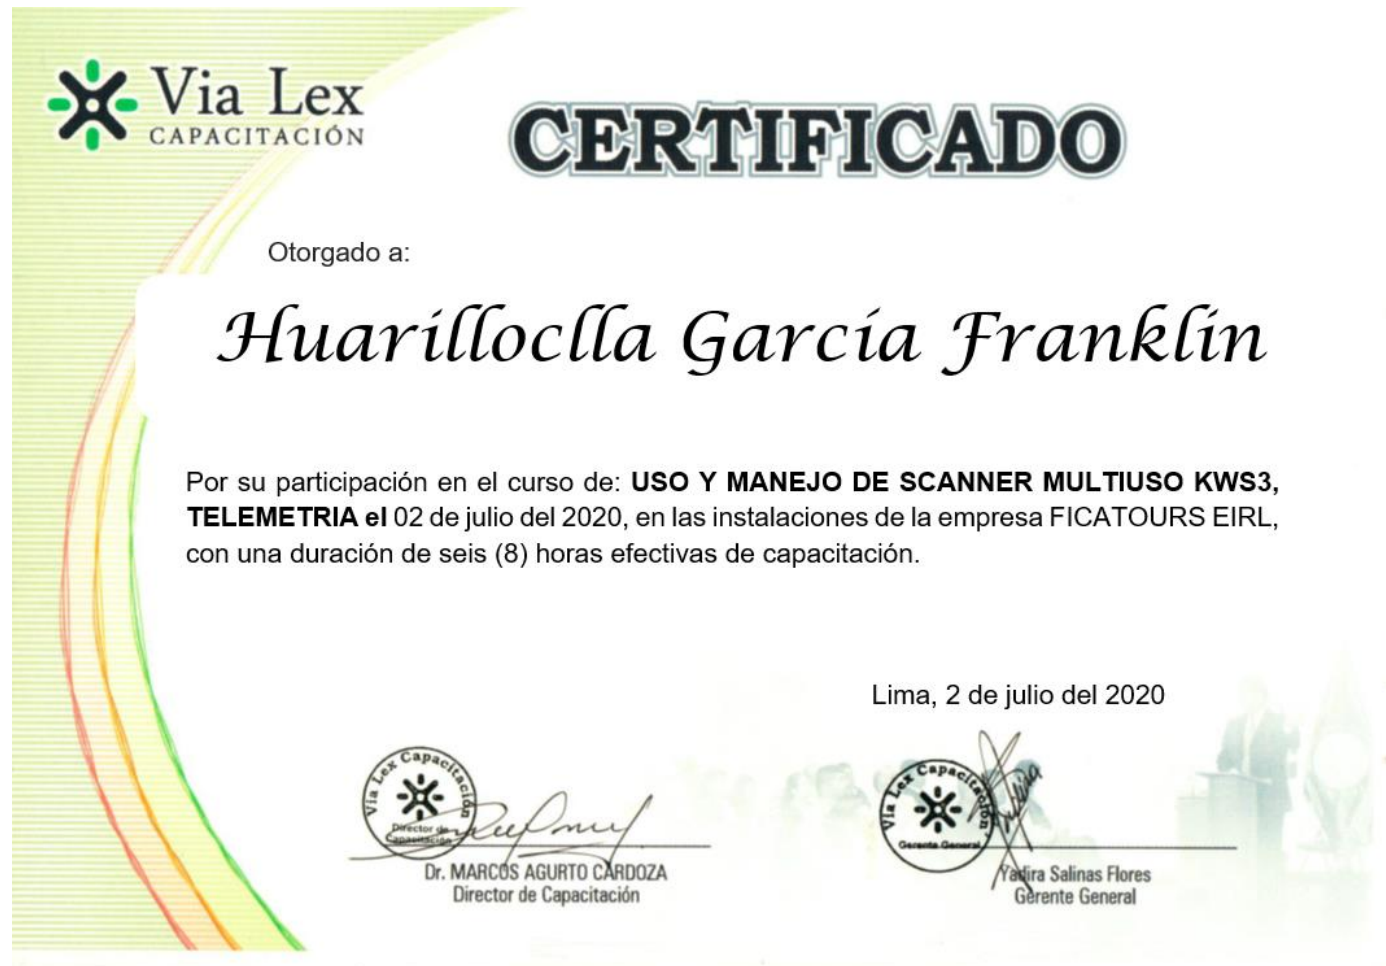 Via Lex
CAPACITACIÓN
CERTIFICADO
Otorgado a:
Huarilloclla García Franklin
Por su participación en el curso de: USO Y MANEJO DE SCANNER MULTIUSO KWS3,
TELEMETRIA el 02 de julio del 2020, en las instalaciones de la empresa FICATOURS EIRL,
con una duración de seis (8) horas efectivas de capacitación.
Lima, 2 de julio del 2020
Via Lex Capacitación
Director de
Capacitación
Dr. MARCOS AGURTO CARDOZA
Director de Capacitación
Via Lex Capacitación
Gerente General
Yadira Salinas Flores
Gerente General